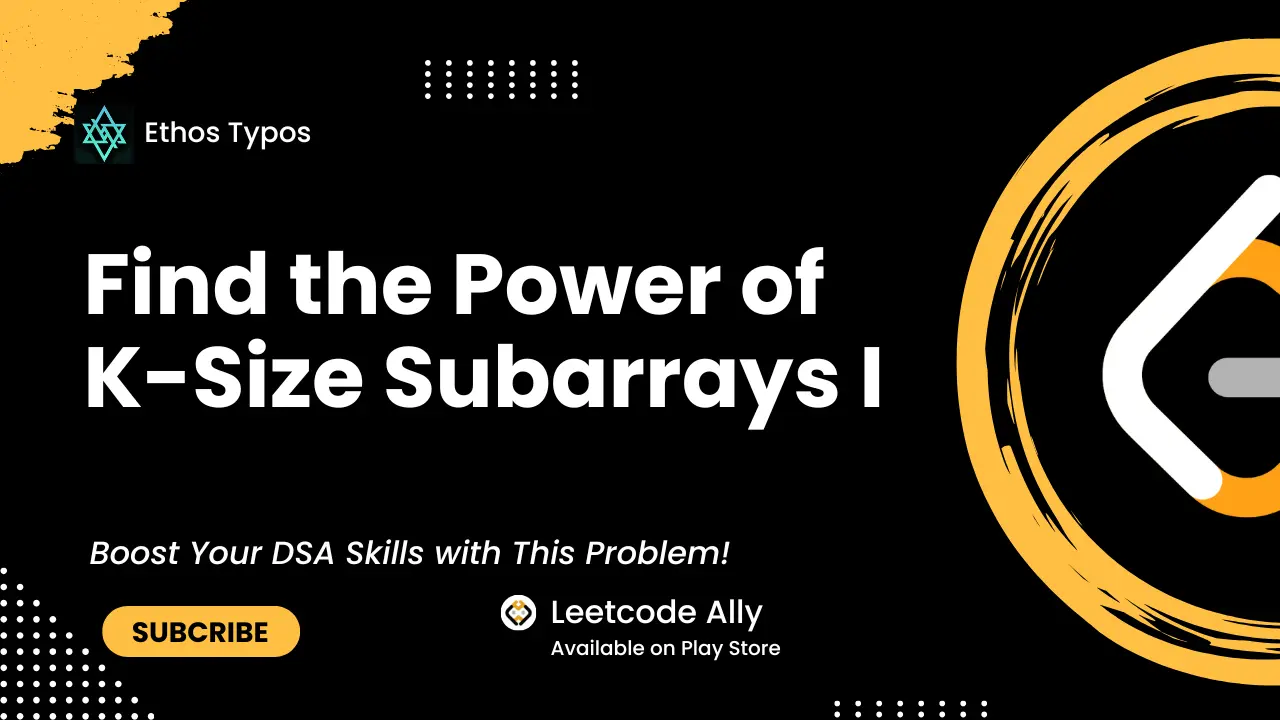 Ethos Typos
Find the Power of
K-Size Subarrays I
Boost Your DSA Skills with This Problem!
SUBCRIBE
Leetcode Ally
Available on Play Store